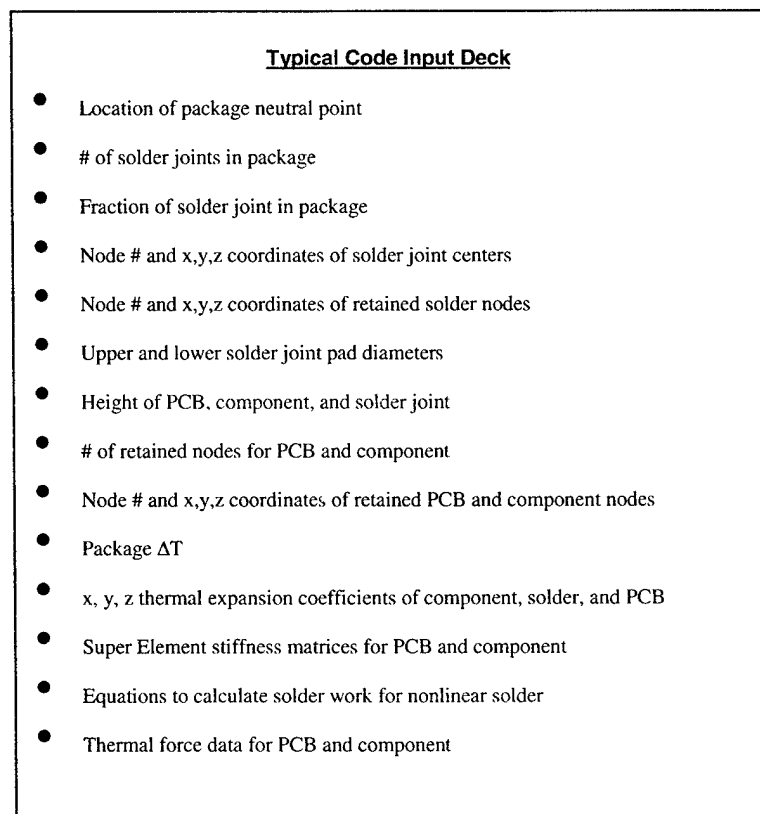 Typical Code Input Deck
● Location of package neutral point
● # of solder joints in package
● Fraction of solder joint in package
● Node # and x,y,z coordinates of solder joint centers
● Node # and x,y,z coordinates of retained solder nodes
● Upper and lower solder joint pad diameters
● Height of PCB, component, and solder joint
● # of retained nodes for PCB and component
● Node # and x,y,z coordinates of retained PCB and component nodes
● Package ΔT
● x, y, z thermal expansion coefficients of component, solder, and PCB
● Super Element stiffness matrices for PCB and component
● Equations to calculate solder work for nonlinear solder
● Thermal force data for PCB and component